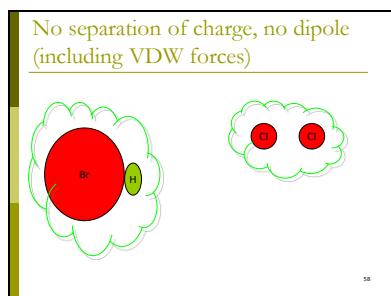 No separation of charge, no dipole
(including VDW forces)
Br
H
Cl
Cl
58